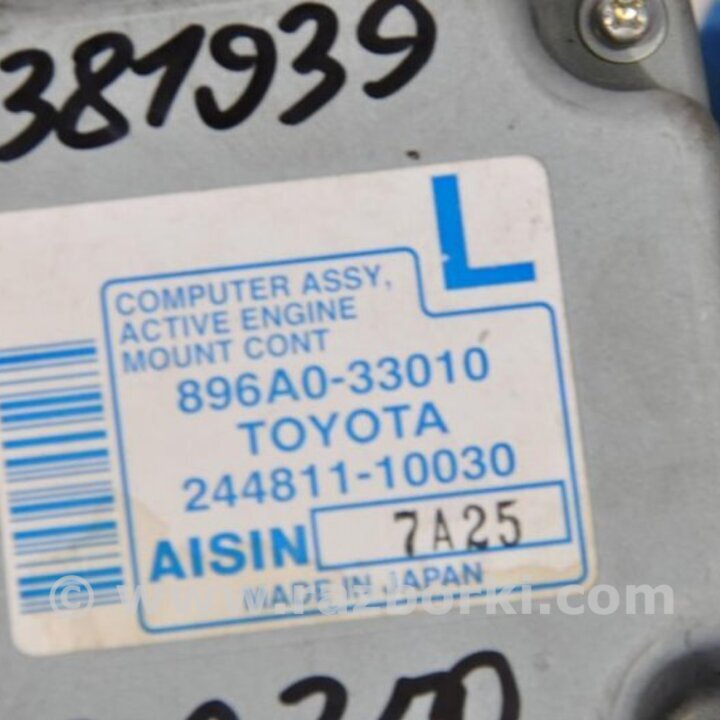 381939
L
COMPUTER ASSY,
ACTIVE ENGINE
MOUNT CONT
896A0-33010
TOYOTA
244811-10030
AISIN 7A25
MADE IN JAPAN
© www.razborki.com